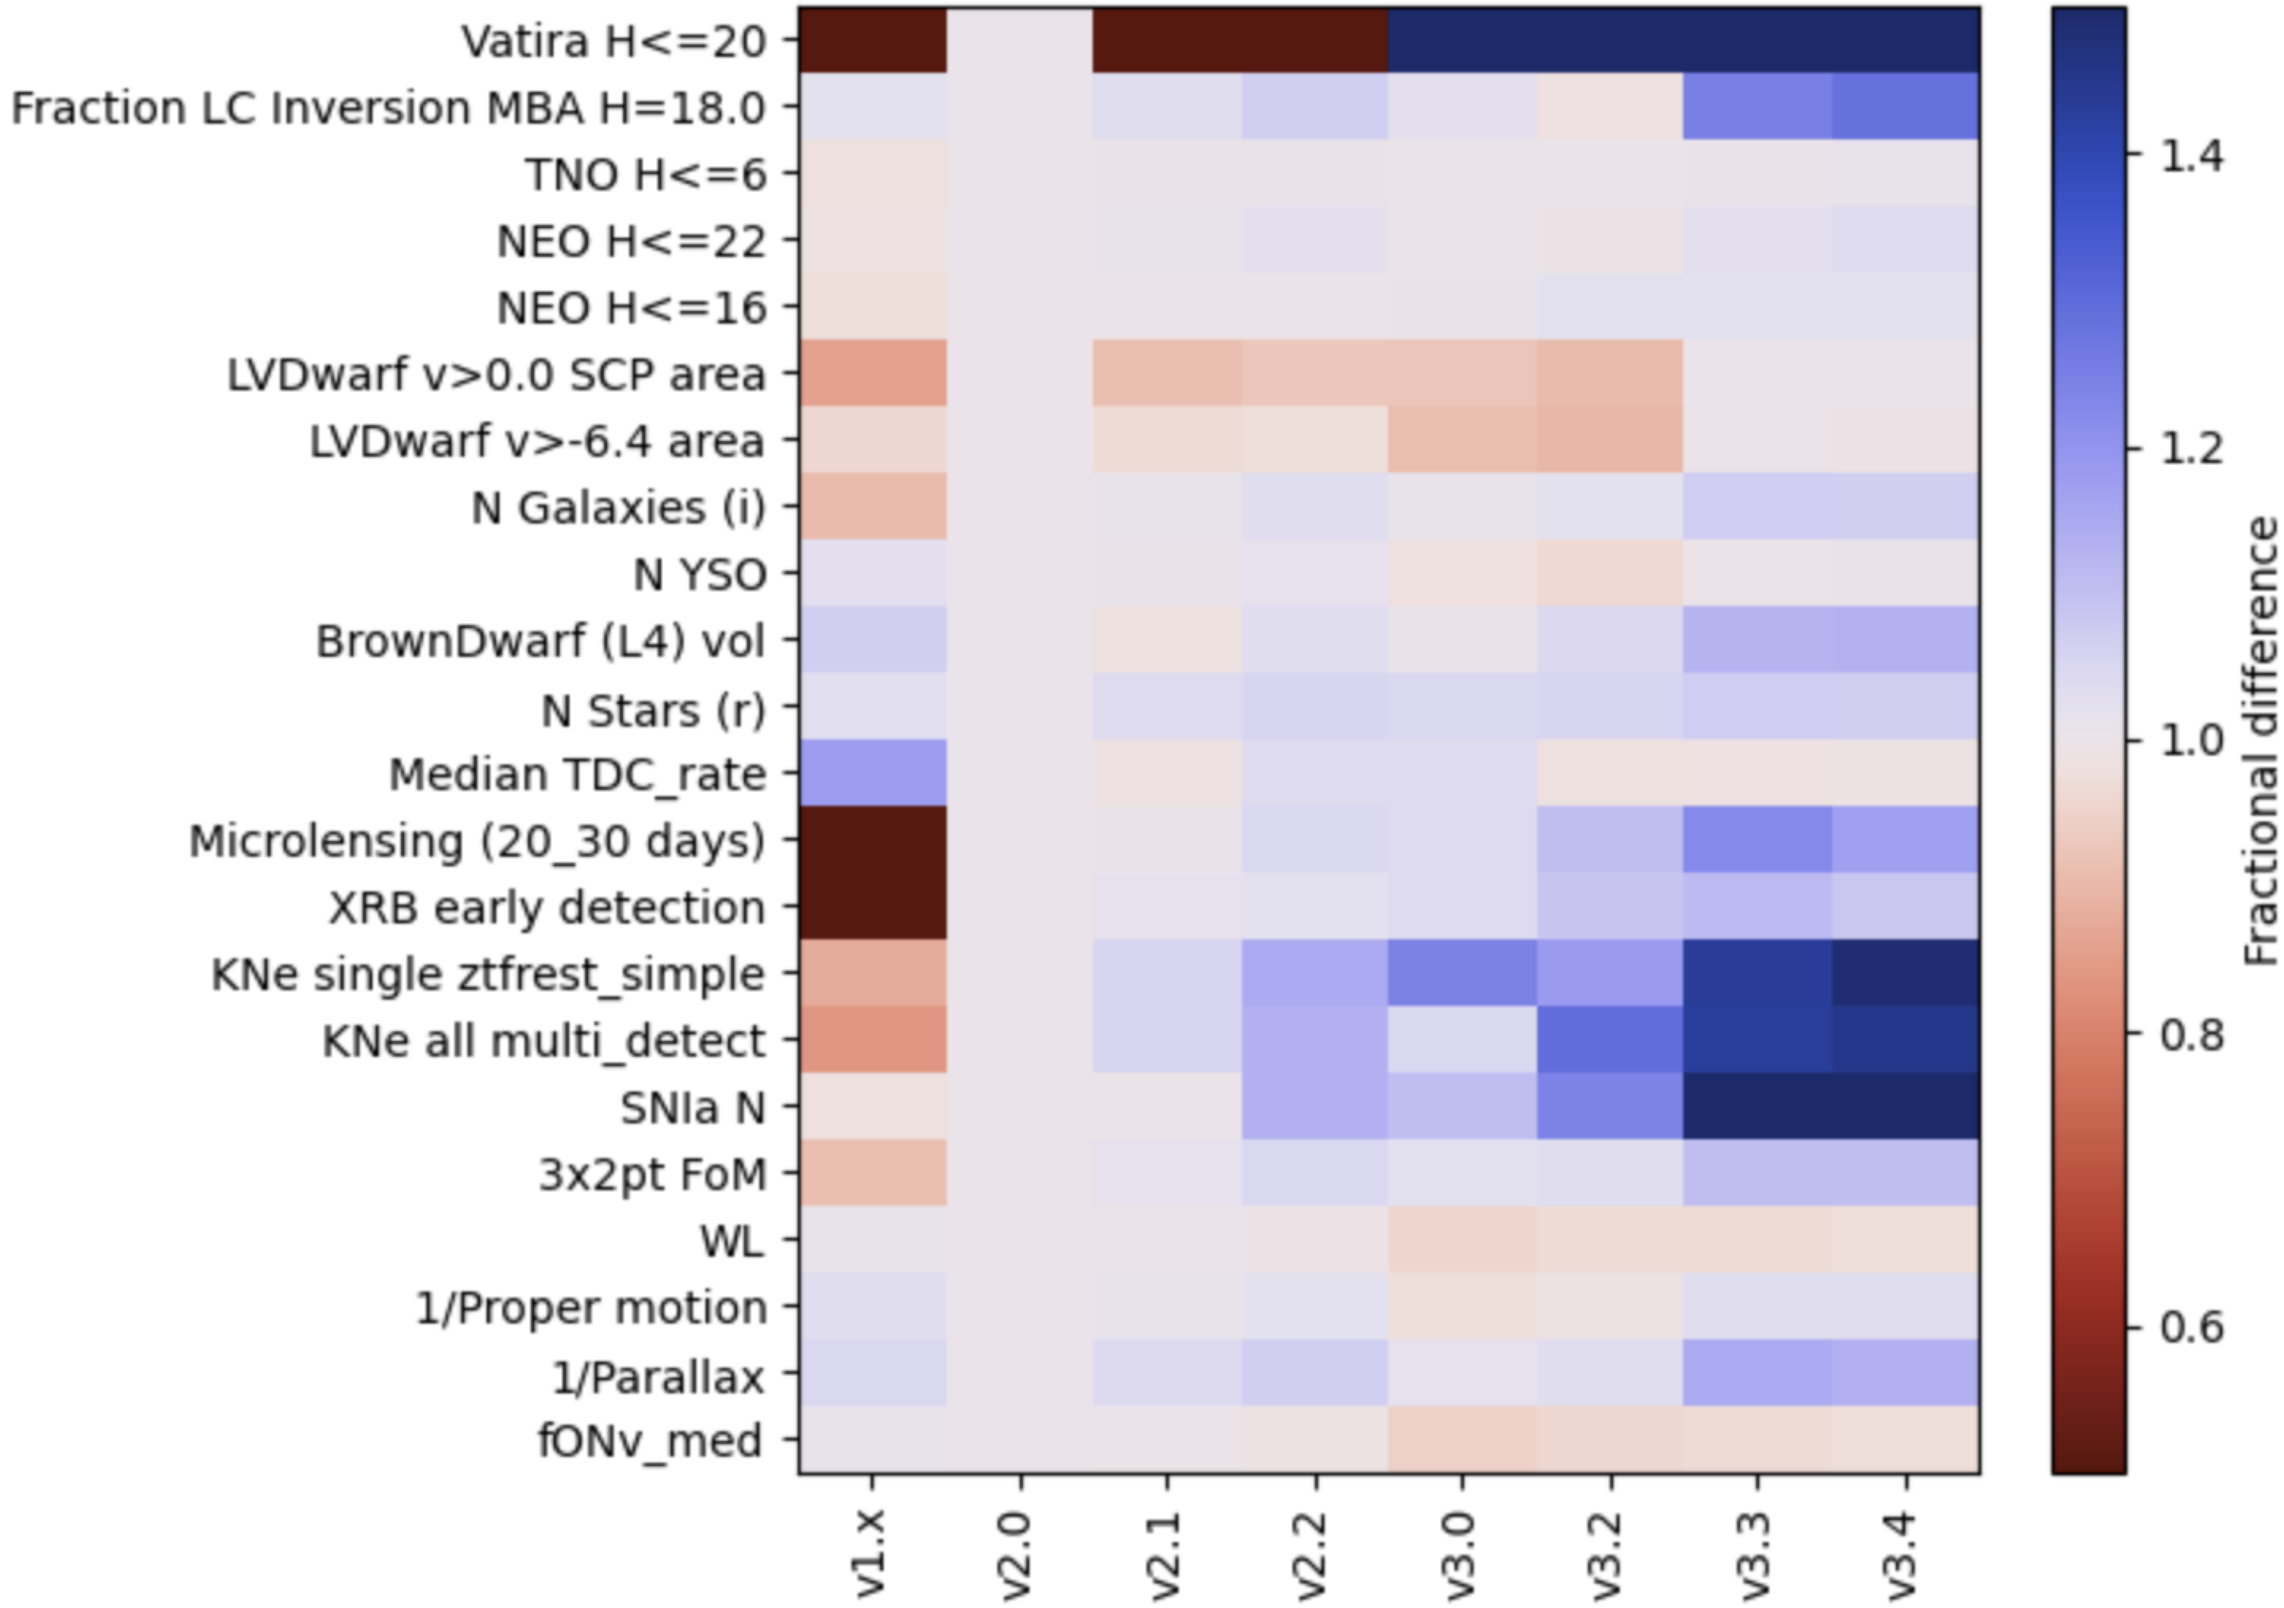 Vatira H<=20
Fraction LC Inversion MBA H=18.0
TNO H<=6
NEO H<=22
NEO H<=16
LVDwarf v>0.0 SCP area
LVDwarf v>-6.4 area
N Galaxies (i)
N YSO
BrownDwarf (L4) vol
N Stars (r)
Median TDC_rate
Microlensing (20_30 days)
XRB early detection
KNe single ztfrest_simple
KNe all multi_detect
SNIa N
3x2pt FoM
WL
1/Proper motion
1/Parallax
fONv_med
v1.x
v2.0
v2.1
v2.2
v3.0
v3.2
v3.3
v3.4
1.4
1.2
1.0
0.8
0.6
Fractional difference